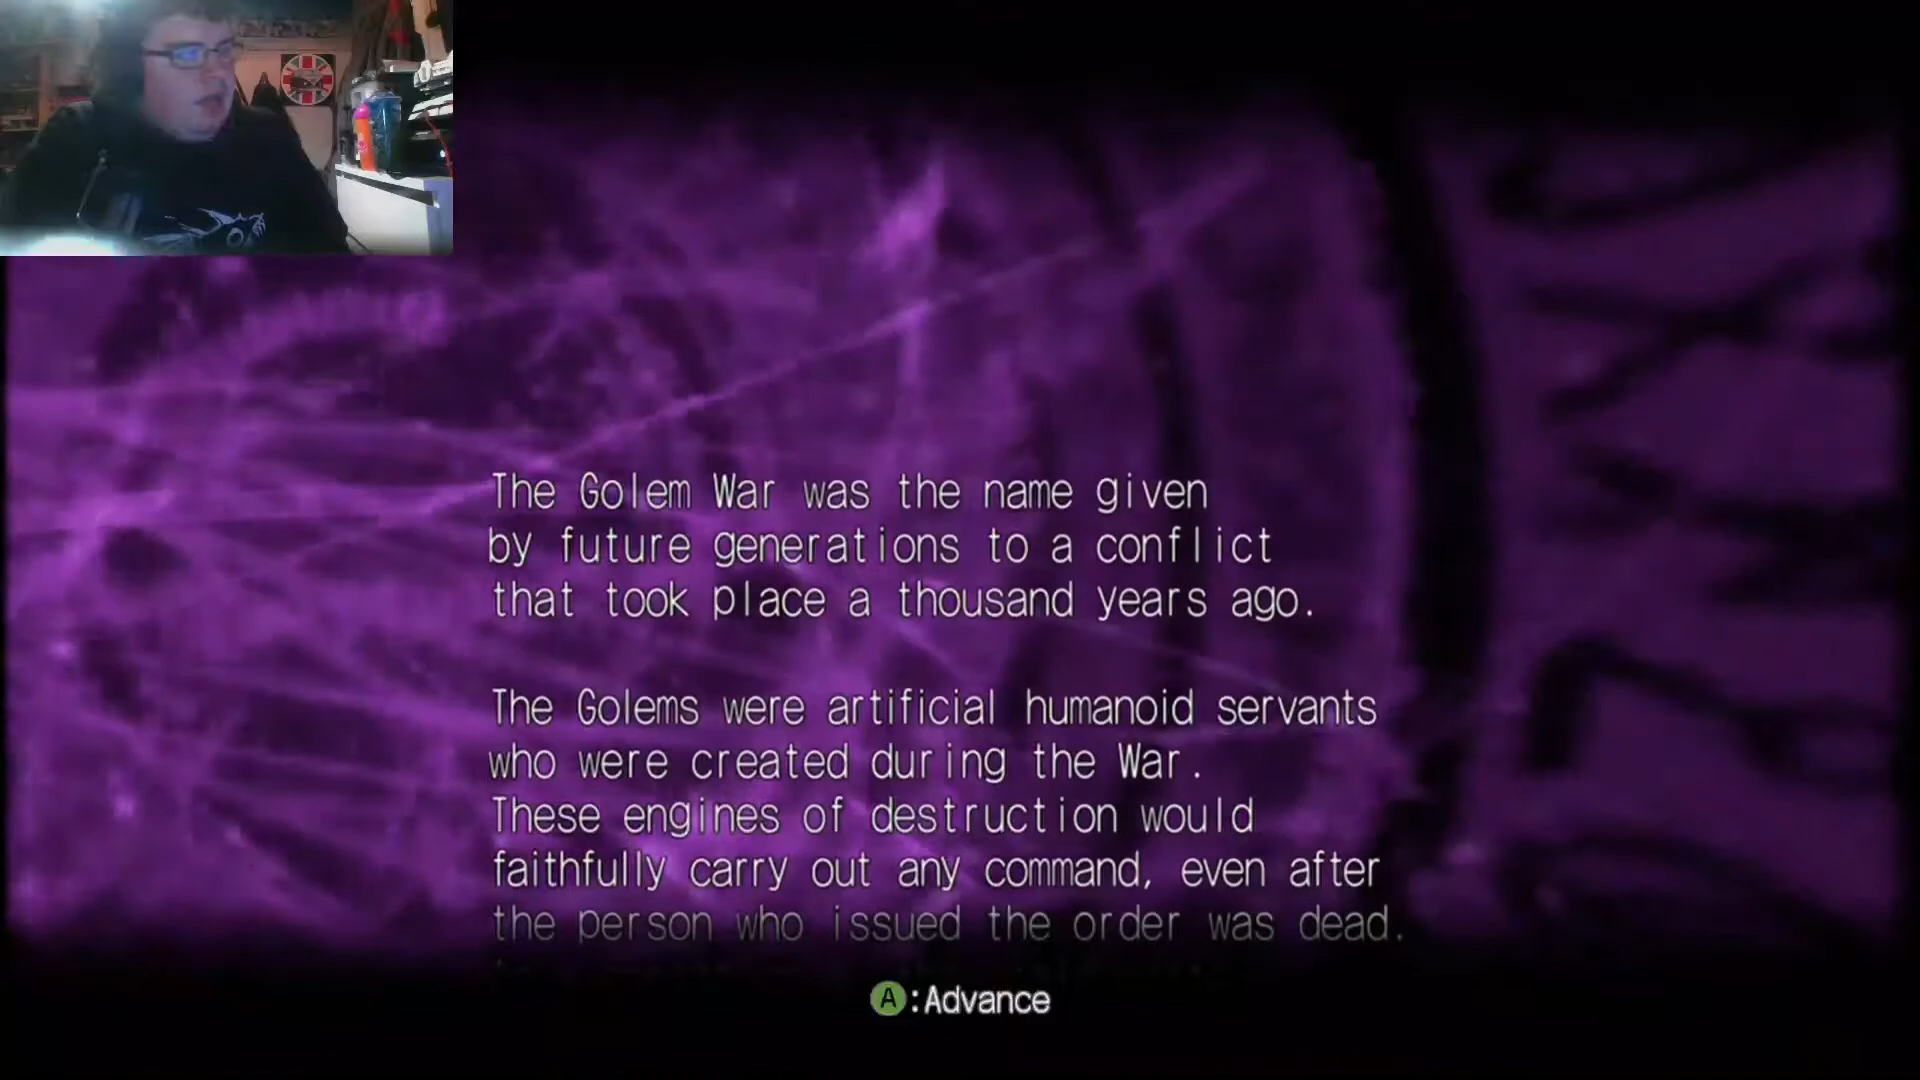 The Golem War was the name given
by future generations to a conflict
that took place a thousand years ago.
The Golems were artificial humanoid servants
who were created during the War.
These engines of destruction would
faithfully carry out any command, even after
the person who issued the order was dead.
A:Advance